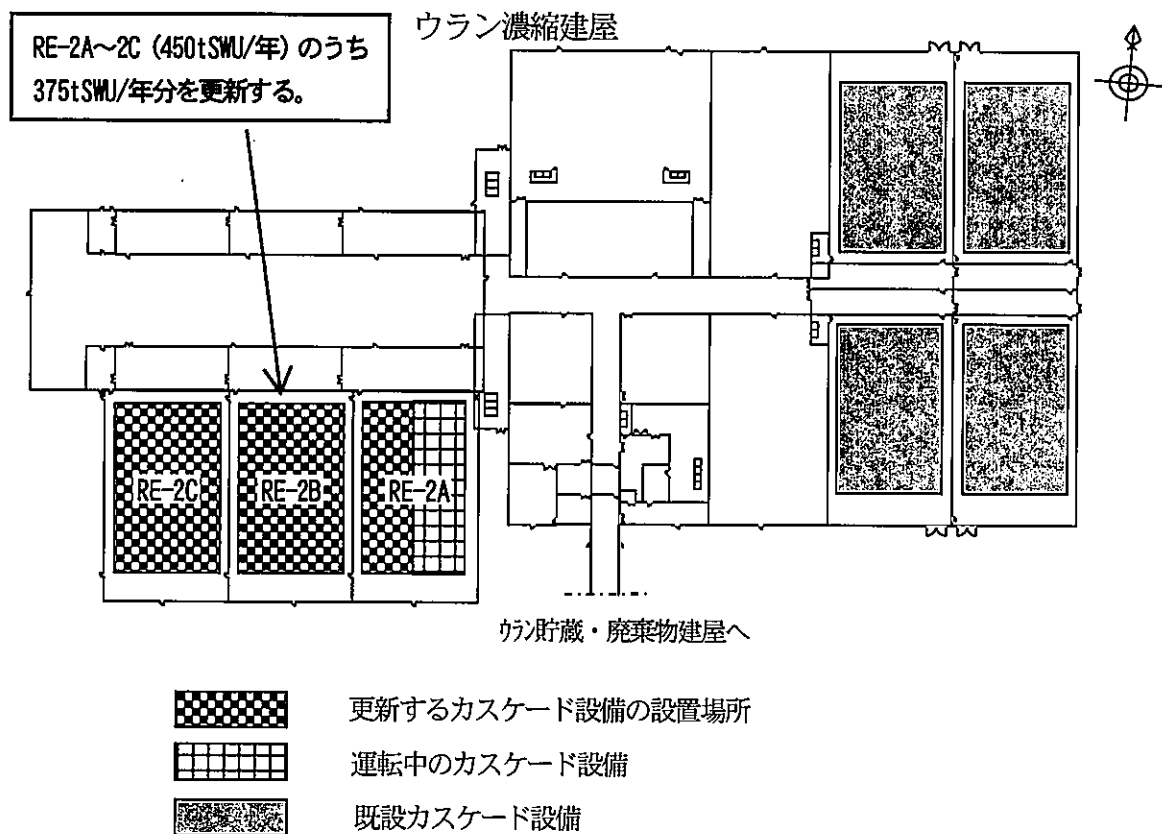 ウラン濃縮建屋
RE-2A～2C (450tSWU/年) のうち
375tSWU/年分を更新する。
RE-2C
RE-2B
RE-2A
ウラン貯蔵・廃棄物建屋へ
更新するカスケード設備の設置場所
運転中のカスケード設備
既設カスケード設備